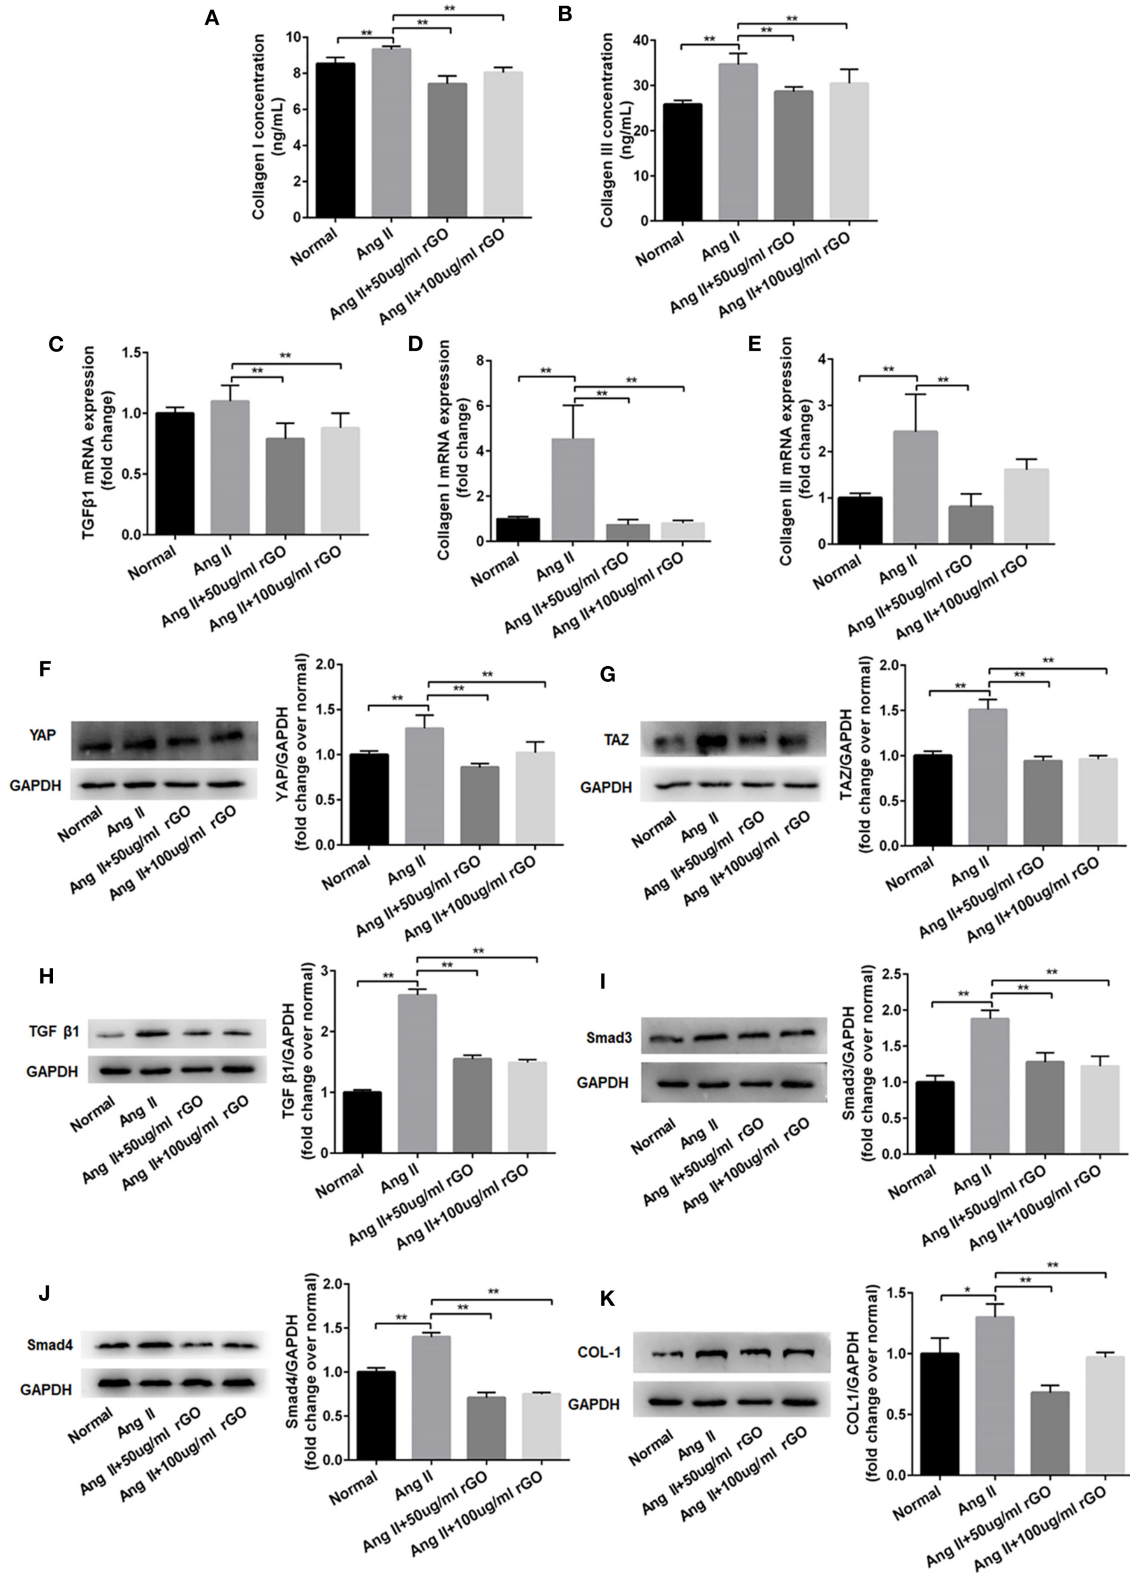 A
Collagen I concentration
(ng/mL)
10
8
6
4
2
0
**
**
**
Normal
Ang II
Ang II+50ug/ml rGO
Ang II+100ug/ml rGO
B
Collagen III concentration
(ng/mL)
40
30
20
10
0
**
**
**
Normal
Ang II
Ang II+50ug/ml rGO
Ang II+100ug/ml rGO
C
TGFβ1 mRNA expression
(fold change)
1.5
1.0
0.5
0.0
**
**
Normal
Ang II
Ang II+50ug/ml rGO
Ang II+100ug/ml rGO
D
Collagen I mRNA expression
(fold change)
8
6
4
2
0
**
**
**
Normal
Ang II
Ang II+50ug/ml rGO
Ang II+100ug/ml rGO
E
Collagen III mRNA expression
(fold change)
4
3
2
1
0
**
**
Normal
Ang II
Ang II+50ug/ml rGO
Ang II+100ug/ml rGO
F
YAP
GAPDH
Normal
Ang II
Ang II+50ug/ml rGO
Ang II+100ug/ml rGO
YAP/GAPDH
(fold change over normal)
2.0
1.5
1.0
0.5
0.0
**
**
**
Normal
Ang II
Ang II+50ug/ml rGO
Ang II+100ug/ml rGO
G
TAZ
GAPDH
Normal
Ang II
Ang II+50ug/ml rGO
Ang II+100ug/ml rGO
TAZ/GAPDH
(fold change over normal)
2.0
1.5
1.0
0.5
0.0
**
**
**
Normal
Ang II
Ang II+50ug/ml rGO
Ang II+100ug/ml rGO
H
TGF β1
GAPDH
Normal
Ang II
Ang II+50ug/ml rGO
Ang II+100ug/ml rGO
TGF β1/GAPDH
(fold change over normal)
3
2
1
0
**
**
**
Normal
Ang II
Ang II+50ug/ml rGO
Ang II+100ug/ml rGO
I
Smad3
GAPDH
Normal
Ang II
Ang II+50ug/ml rGO
Ang II+100ug/ml rGO
Smad3/GAPDH
(fold change over normal)
2.5
2.0
1.5
1.0
0.5
0.0
**
**
**
Normal
Ang II
Ang II+50ug/ml rGO
Ang II+100ug/ml rGO
J
Smad4
GAPDH
Normal
Ang II
Ang II+50ug/ml rGO
Ang II+100ug/ml rGO
Smad4/GAPDH
(fold change over normal)
2.0
1.5
1.0
0.5
0.0
**
**
**
Normal
Ang II
Ang II+50ug/ml rGO
Ang II+100ug/ml rGO
K
COL-1
GAPDH
Normal
Ang II
Ang II+50ug/ml rGO
Ang II+100ug/ml rGO
COL1/GAPDH
(fold change over normal)
1.5
1.0
0.5
0.0
*
**
**
Normal
Ang II
Ang II+50ug/ml rGO
Ang II+100ug/ml rGO